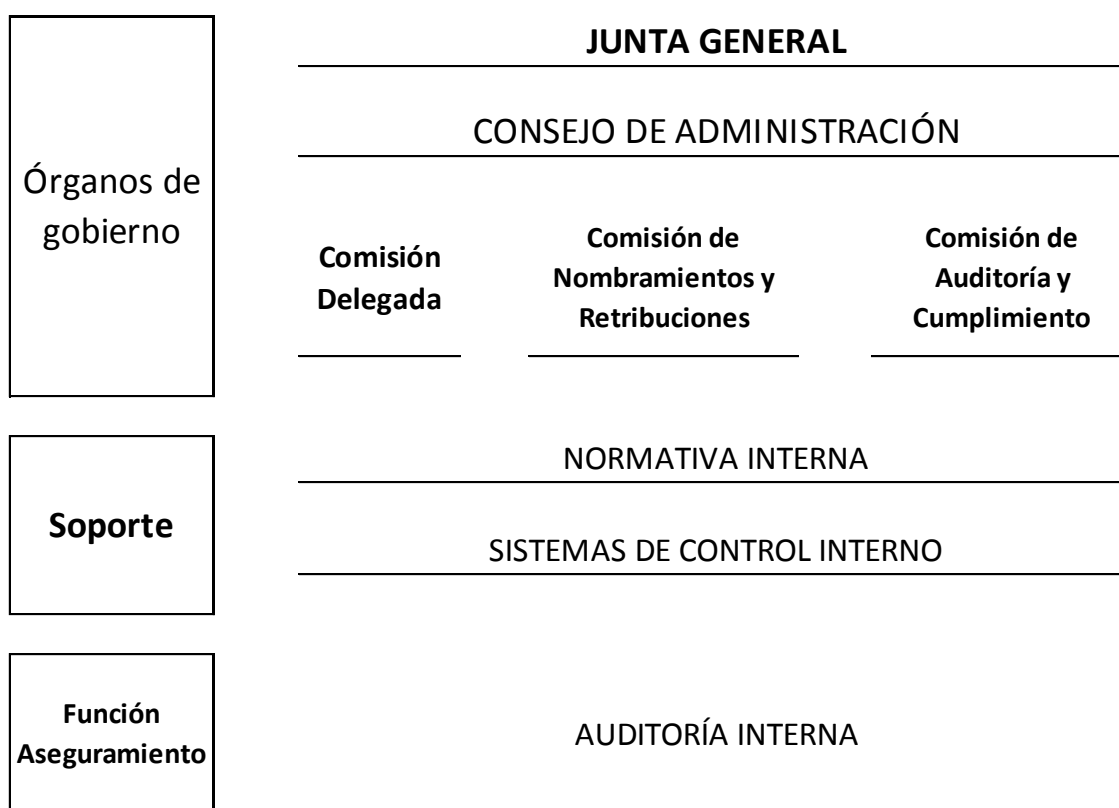 JUNTA GENERAL
CONSEJO DE ADMINISTRACIÓN
Órganos de
gobierno
Comisión
Delegada
Comisión de
Nombramientos y
Retribuciones
Comisión de
Auditoría y
Cumplimiento
NORMATIVA INTERNA
Soporte
SISTEMAS DE CONTROL INTERNO
Función
Aseguramiento
AUDITORÍA INTERNA